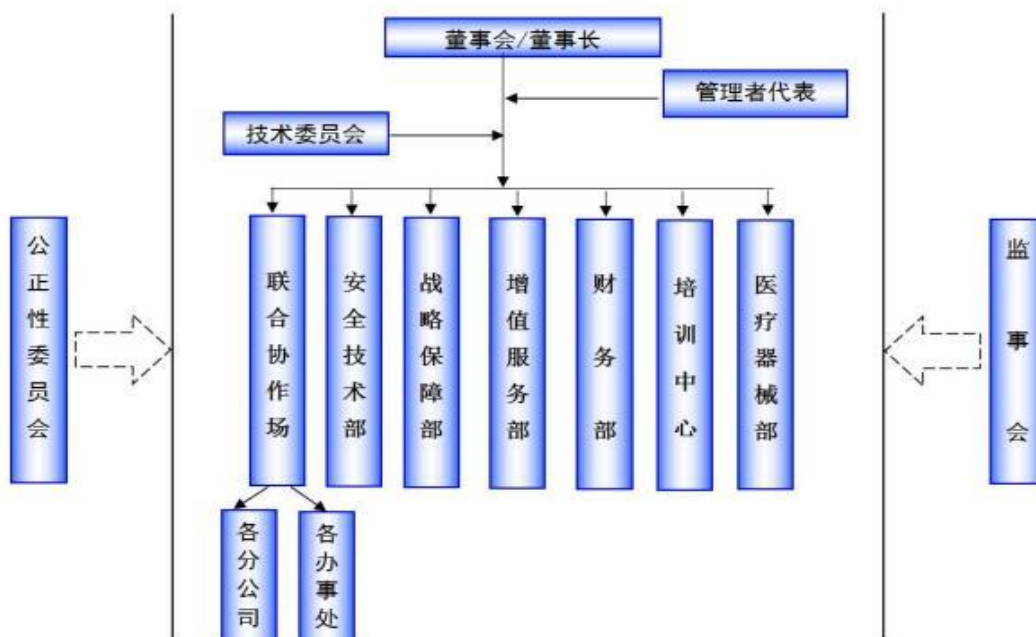 董事会/董事长
管理者代表
技术委员会
公正性委员会
联合协作场
安全技术部
战略保障部
增值服务部
财务部
培训中心
医疗器械部
监事会
各分公司
各办事处